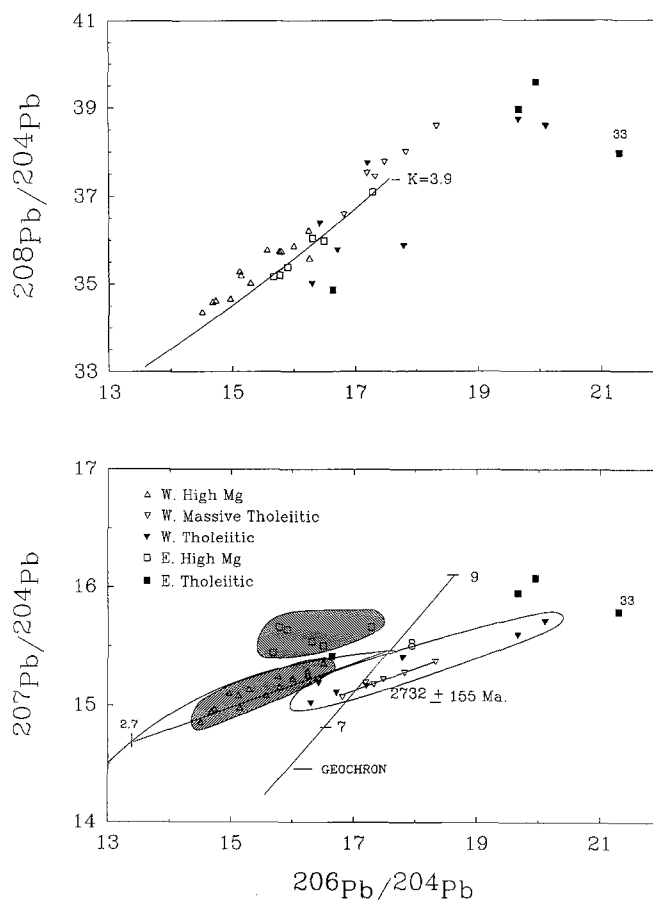 41
39
37
35
33
208Pb/204Pb
33
K=3.9
13
15
17
19
21
17
16
15
14
207Pb/204Pb
W. High Mg
W. Massive Tholeiitic
W. Tholeiitic
E. High Mg
E. Tholeiitic
9
33
8
2732 ± 155 Ma.
2.7
7
GEOCHRON
13
15
17
19
21
206Pb/204Pb